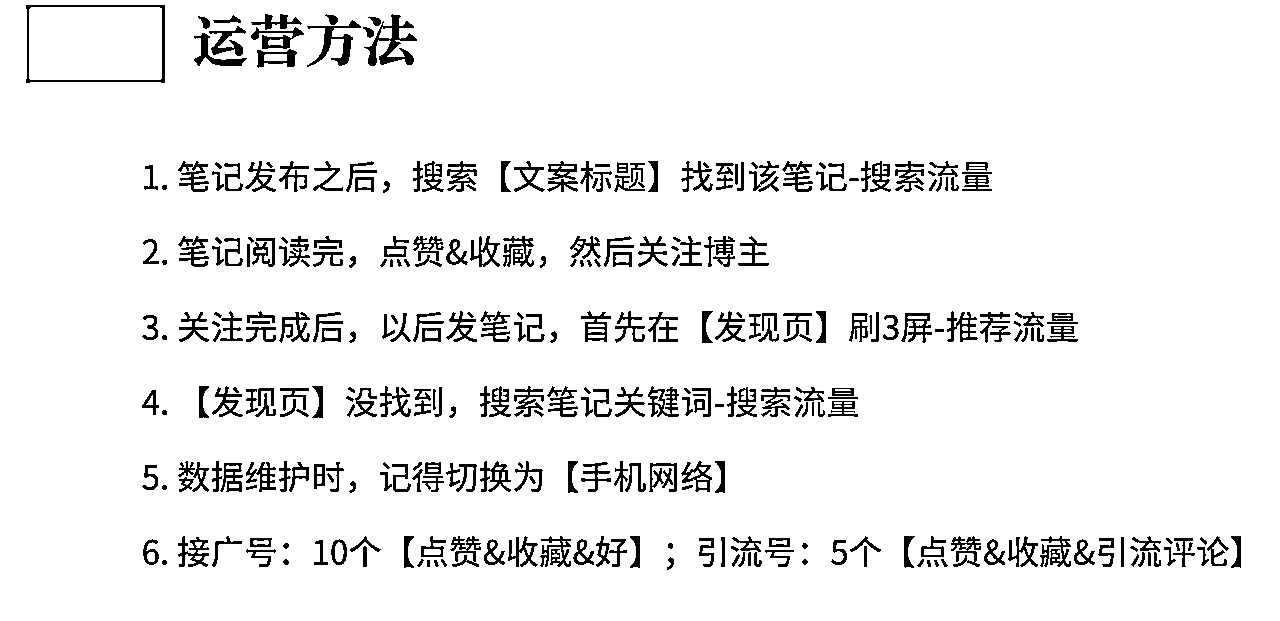 运营方法
1. 笔记发布之后，搜索【文案标题】找到该笔记-搜索流量
2. 笔记阅读完，点赞&收藏，然后关注博主
3. 关注完成后，以后发笔记，首先在【发现页】刷3屏-推荐流量
4. 【发现页】没找到，搜索笔记关键词-搜索流量
5. 数据维护时，记得切换为【手机网络】
6. 接广号：10个【点赞&收藏&好】；引流号：5个【点赞&收藏&引流评论】